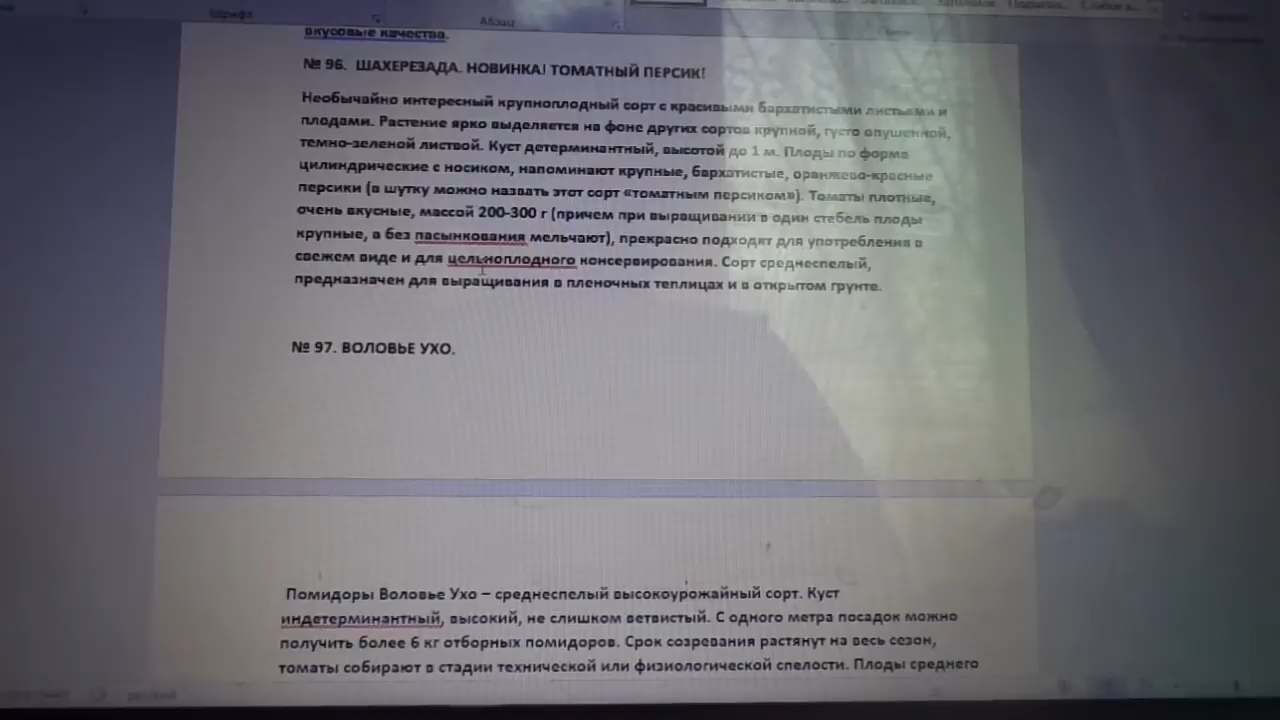 Шрифта
Абзац
вкусовые качества.
№ 96. ШАХЕРЕЗАДА. НОВИНКА! ТОМАТНЫЙ ПЕРСИК!
Необычайно интересный крупноплодный сорт с красивыми бархатистыми листьями и
плодами. Растение ярко выделяется на фоне других сортов крупной, густо опушенной,
темно-зеленой листвой. Куст детерминантный, высотой до 1 м. Плоды по форма
цилиндрические с носиком, напоминают крупные, бархатистые, оранжево-красные
персики (в шутку можно назвать этот сорт «томатным персиком»). Томаты плотные,
очень вкусные, массой 200-300 г (причем при выращивании в один стебель плоды
крупные, а без пасынкования мельчают), прекрасно подходят для употребления в
свежем виде и для цельноплодного консервирования. Сорт среднеспелый,
предназначен для выращивания в пленочных теплицах и в открытом грунте.
№ 97. ВОЛОВЬЕ УХО.
Помидоры Воловье Ухо – среднеспелый высокоурожайный сорт. Куст
индетерминантный, высокий, не слишком ветвистый. С одного метра посадок можно
получить более 6 кг отборных помидоров. Срок созревания растянут на весь сезон,
томаты собирают в стадии технической или физиологической спелости. Плоды среднего
русский